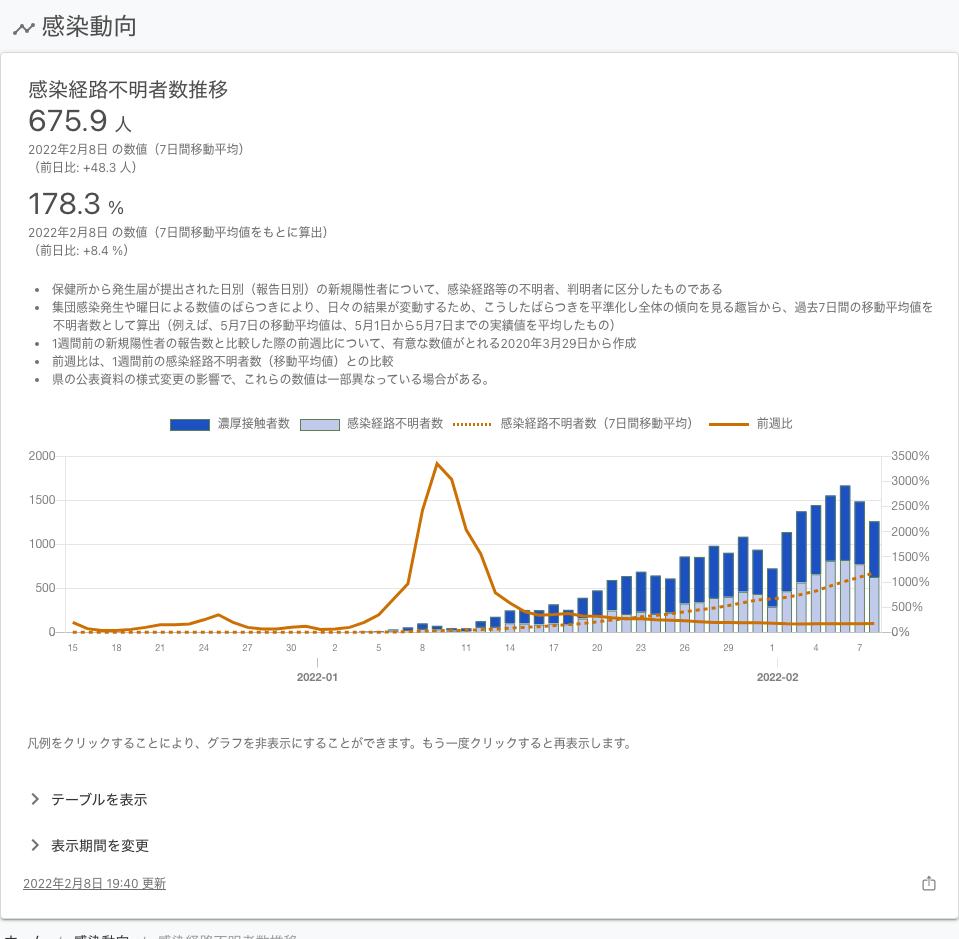 感染動向
感染経路不明者数推移
675.9 人
2022年2月8日 の数値（7日間移動平均）
（前日比: +48.3 人）
178.3 %
2022年2月8日 の数値（7日間移動平均値をもとに算出）
（前日比: +8.4 %）
• 保健所から発生届が提出された日別（報告日別）の新規陽性者について、感染経路等の不明者、判明者に区分したものである
• 集団感染発生や曜日による数値のばらつきにより、日々の結果が変動するため、こうしたばらつきを平準化し全体の傾向を見る趣旨から、過去7日間の移動平均値を
不明者数として算出（例えば、5月7日の移動平均値は、5月1日から5月7日までの実績値を平均したもの）
• 1週間前の新規陽性者の報告数と比較した際の前週比について、有意な数値がとれる2020年3月29日から作成
• 前週比は、1週間前の感染経路不明者数（移動平均値）との比較
• 県の公表資料の様式変更の影響で、これらの数値は一部異なっている場合がある。
濃厚接触者数 感染経路不明者数 感染経路不明者数（7日間移動平均） 前週比
2000 3500%
3000%
1500 2500%
1000 2000%
1500%
500 1000%
500%
0 0%
15 18 21 24 27 30 2 5 8 11 14 17 20 23 26 29 1 4 7
2022-01 2022-02
凡例をクリックすることにより、グラフを非表示にすることができます。もう一度クリックすると再表示します。
テーブルを表示
表示期間を変更
2022年2月8日 19:40 更新
ホーム / 感染動向 / 感染経路不明者数推移